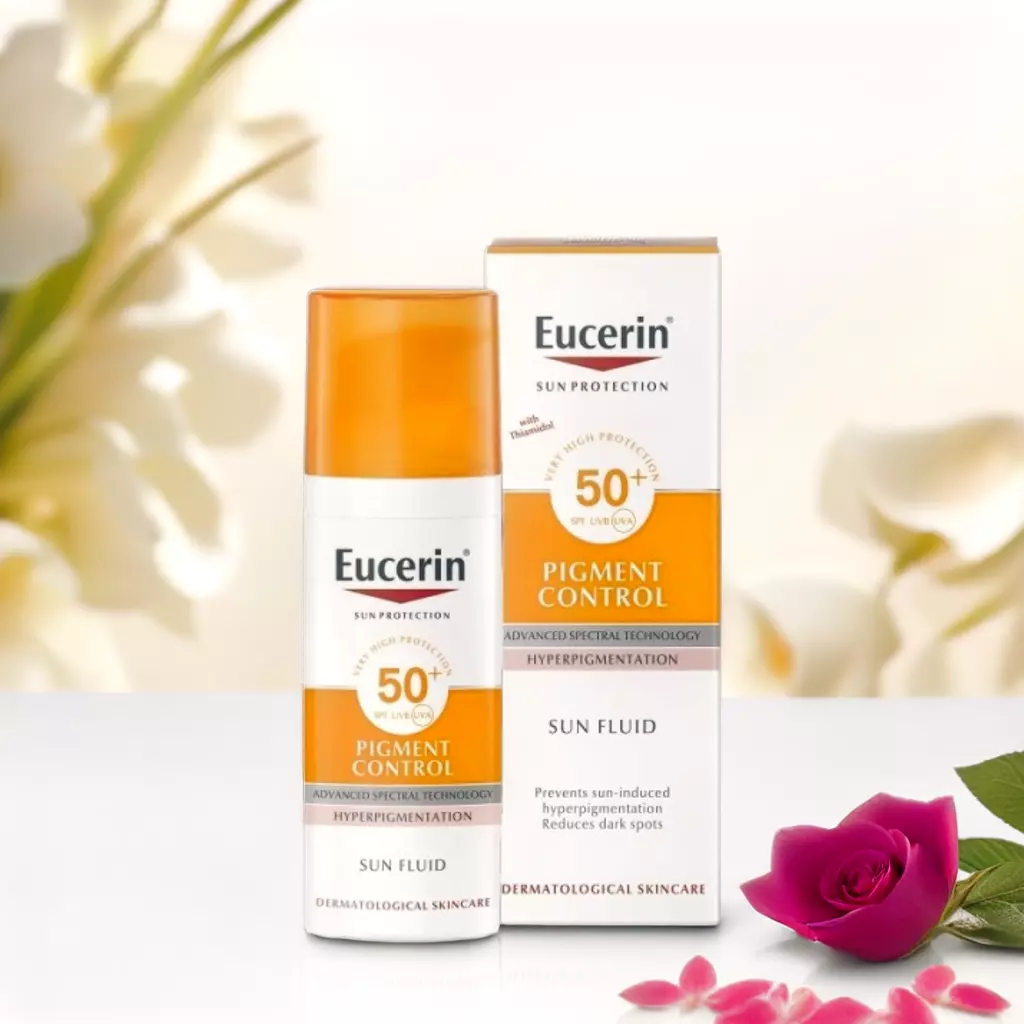 Eucerin®
SUN PROTECTION
VERY HIGH PROTECTION
50+
SPF UVB UVA
PIGMENT
CONTROL
ADVANCED SPECTRAL TECHNOLOGY
HYPERPIGMENTATION
SUN FLUID
DERMATOLOGICAL SKINCARE
Eucerin®
SUN PROTECTION
with
Thiamidol
VERY HIGH PROTECTION
50+
SPF UVB UVA
PIGMENT
CONTROL
ADVANCED SPECTRAL TECHNOLOGY
HYPERPIGMENTATION
SUN FLUID
Prevents sun-induced
hyperpigmentation
Reduces dark spots
DERMATOLOGICAL SKINCARE